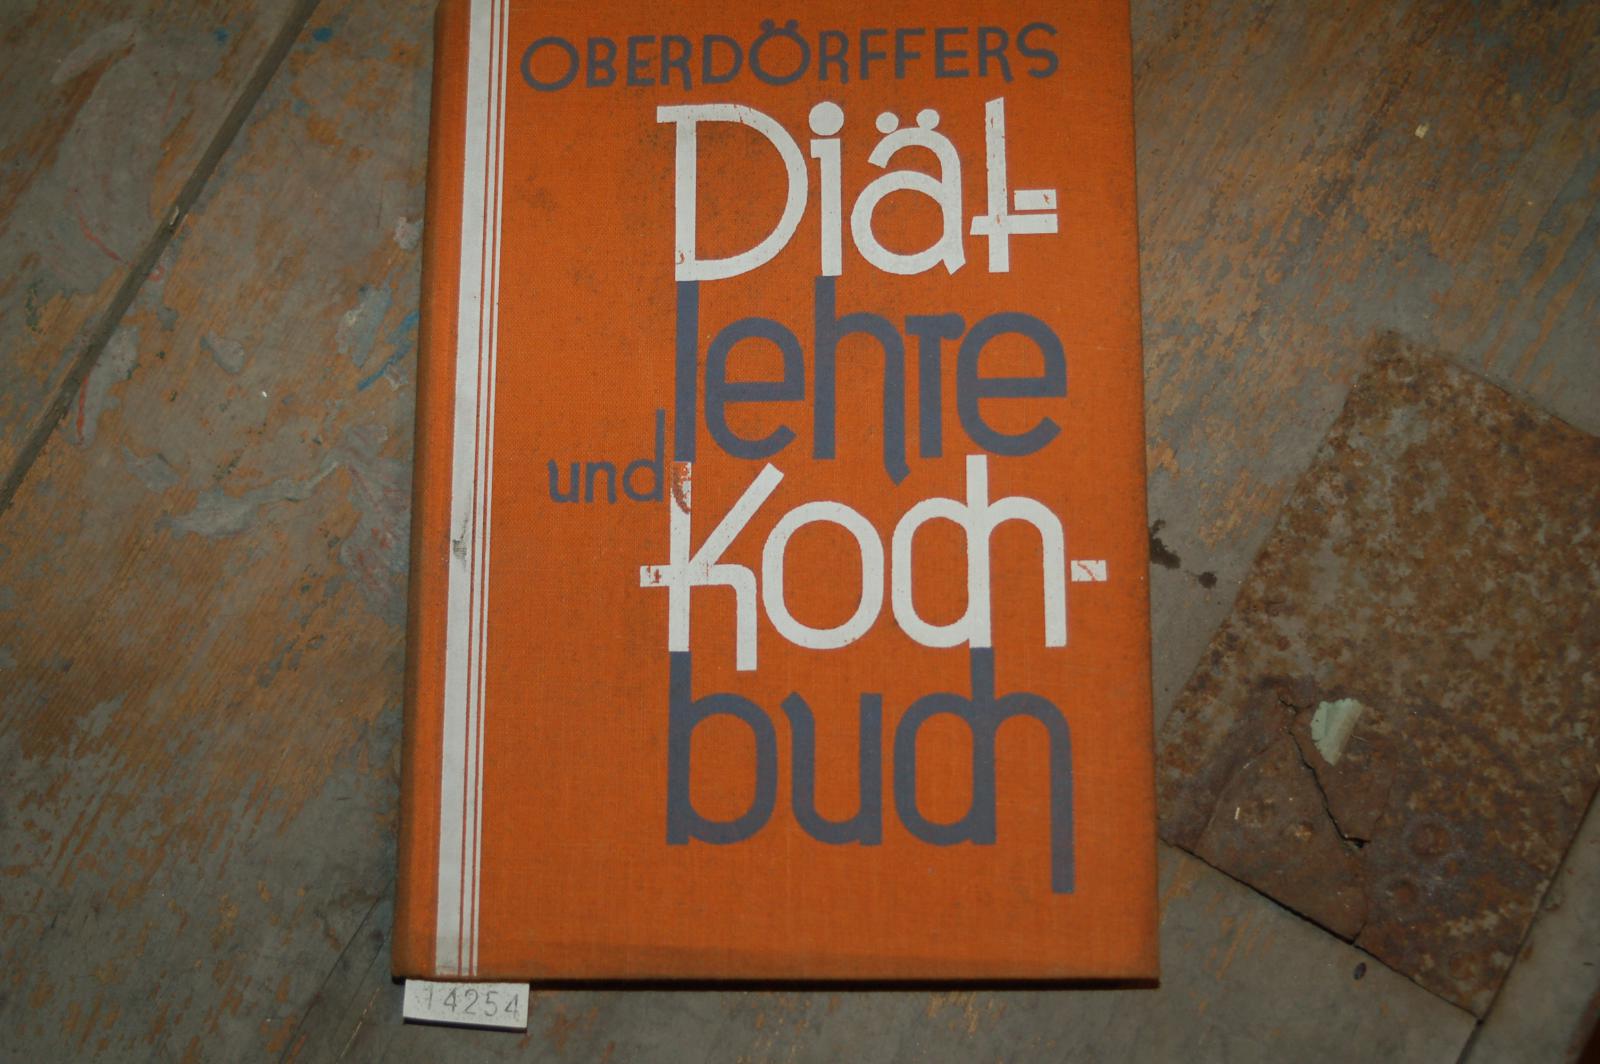 OBERDÖRFFERS
Diät-
lehre
und
Koch-
buch
14254